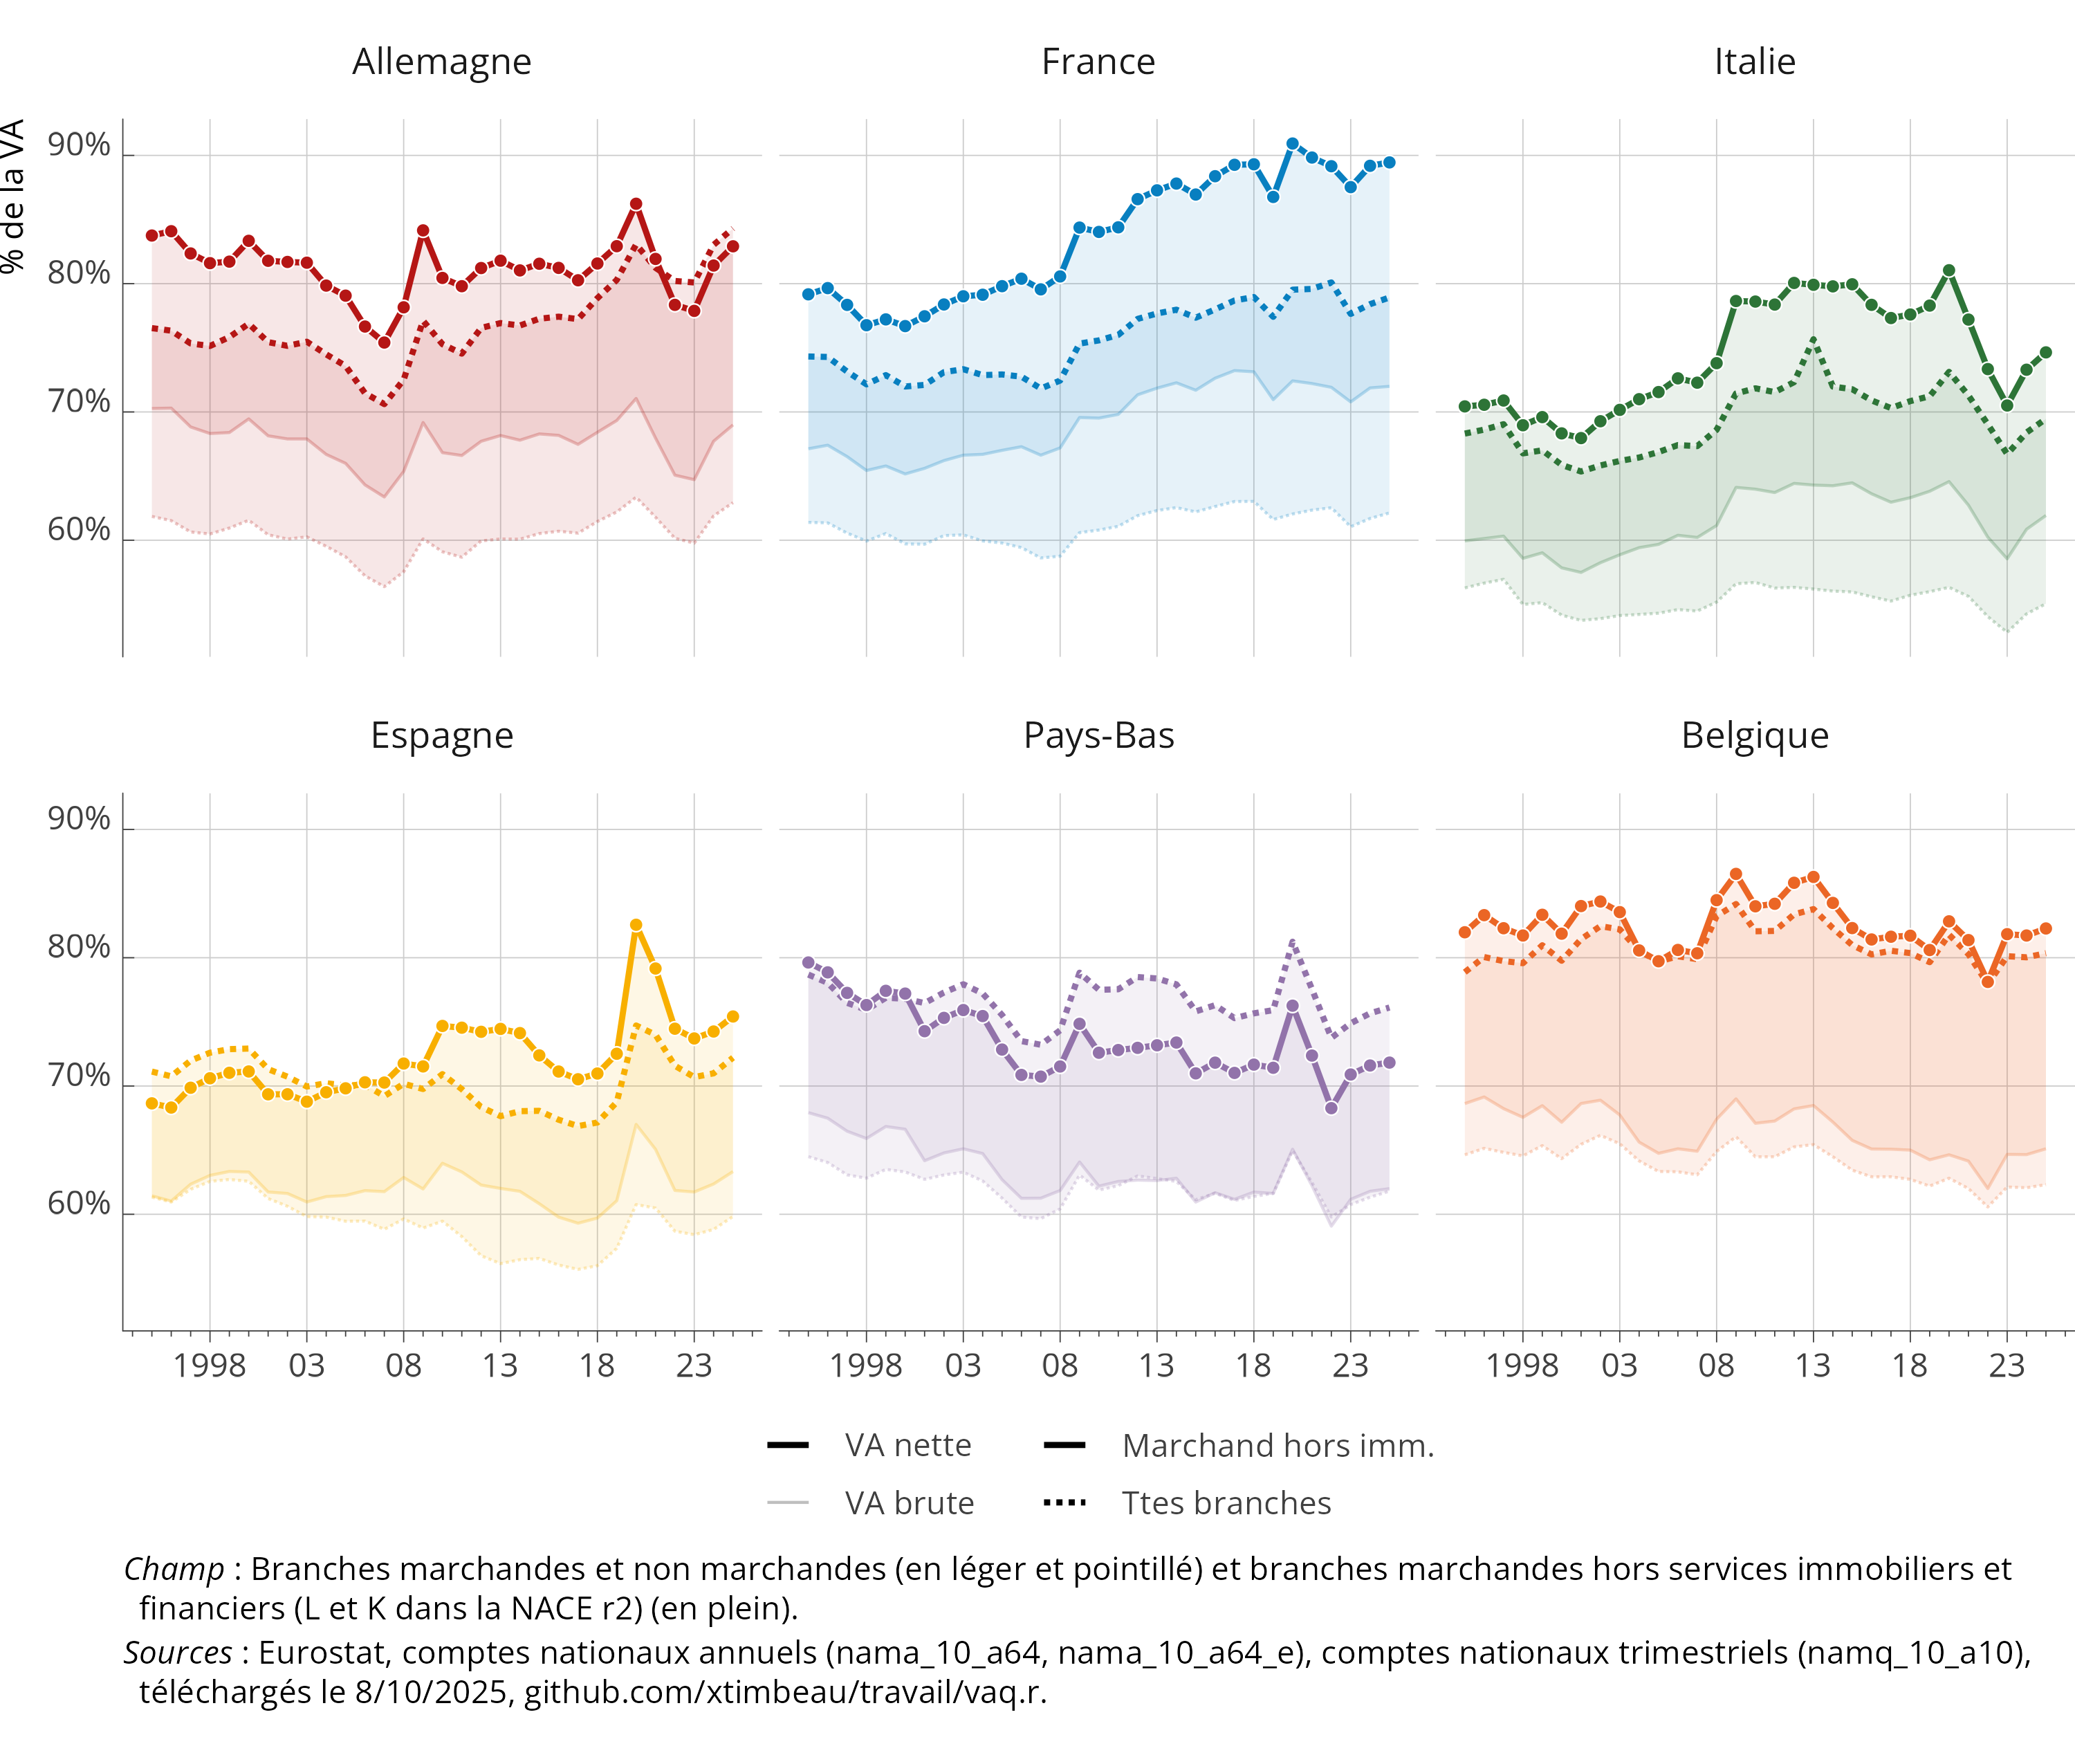 Allemagne
France
Italie
% de la VA
90%
80%
70%
60%
Espagne
Pays-Bas
Belgique
90%
80%
70%
60%
1998 03 08 13 18 23
1998 03 08 13 18 23
1998 03 08 13 18 23
VA nette
Marchand hors imm.
VA brute
Ttes branches
Champ : Branches marchandes et non marchandes (en léger et pointillé) et branches marchandes hors services immobiliers et
financiers (L et K dans la NACE r2) (en plein).
Sources : Eurostat, comptes nationaux annuels (nama_10_a64, nama_10_a64_e), comptes nationaux trimestriels (namq_10_a10),
téléchargés le 8/10/2025, github.com/xtimbeau/travail/vaq.r.